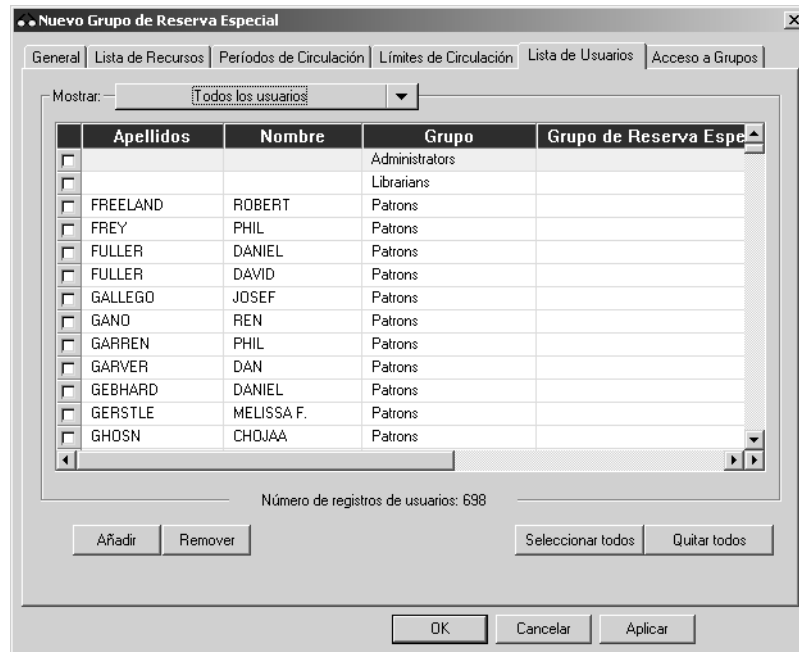 Nuevo Grupo de Reserva Especial
General Lista de Recursos Períodos de Circulación Límites de Circulación Lista de Usuarios Acceso a Grupos
Mostrar: Todos los usuarios
Apellidos Nombre Grupo Grupo de Reserva Espe
Administrators
Librarians
FREELAND ROBERT Patrons
FREY PHIL Patrons
FULLER DANIEL Patrons
FULLER DAVID Patrons
GALLEGO JOSEF Patrons
GANO REN Patrons
GARREN PHIL Patrons
GARVER DAN Patrons
GEBHARD DANIEL Patrons
GERSTLE MELISSA F. Patrons
GHOSN CHOJAA Patrons
Número de registros de usuarios: 698
Añadir Remover Seleccionar todos Quitar todos
OK Cancelar Aplicar